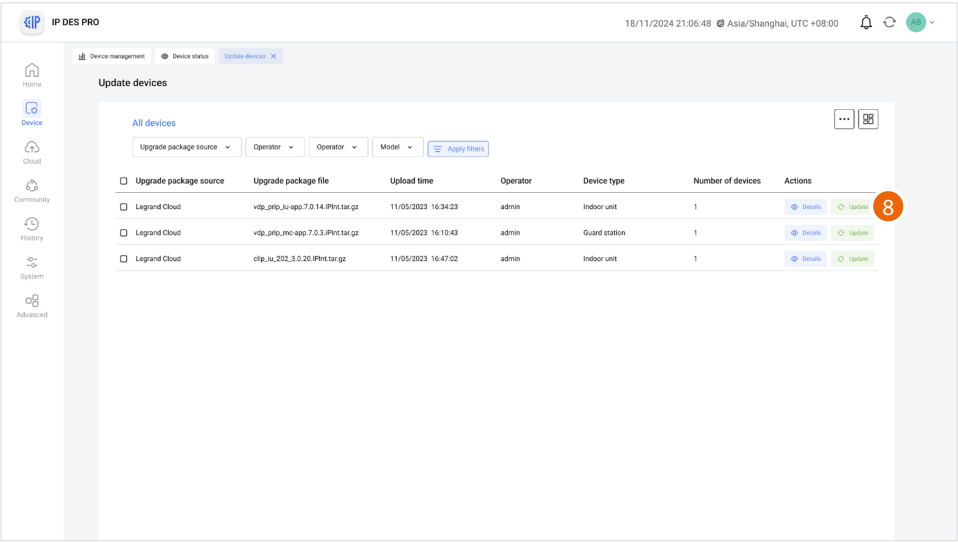 IP DES PRO
18/11/2024 21:06:48 Asia/Shanghai, UTC +08:00
AB
Device management
Device status
Update devices
Home
Device
Cloud
Community
History
System
Advanced
Update devices
All devices
Upgrade package source
Operator
Operator
Model
Apply filters
Upgrade package source Upgrade package file Upload time Operator Device type Number of devices Actions
Legrand Cloud vdp_prip_iu-app.7.0.14.IPInt.tar.gz 11/05/2023 16:34:23 admin Indoor unit 1 Details Update
8
Legrand Cloud vdp_prip_mc-app.7.0.3.IPInt.tar.gz 11/05/2023 16:10:43 admin Guard station 1 Details Update
Legrand Cloud clip_iu_202_3.0.20.IPInt.tar.gz 11/05/2023 16:47:02 admin Indoor unit 1 Details Update